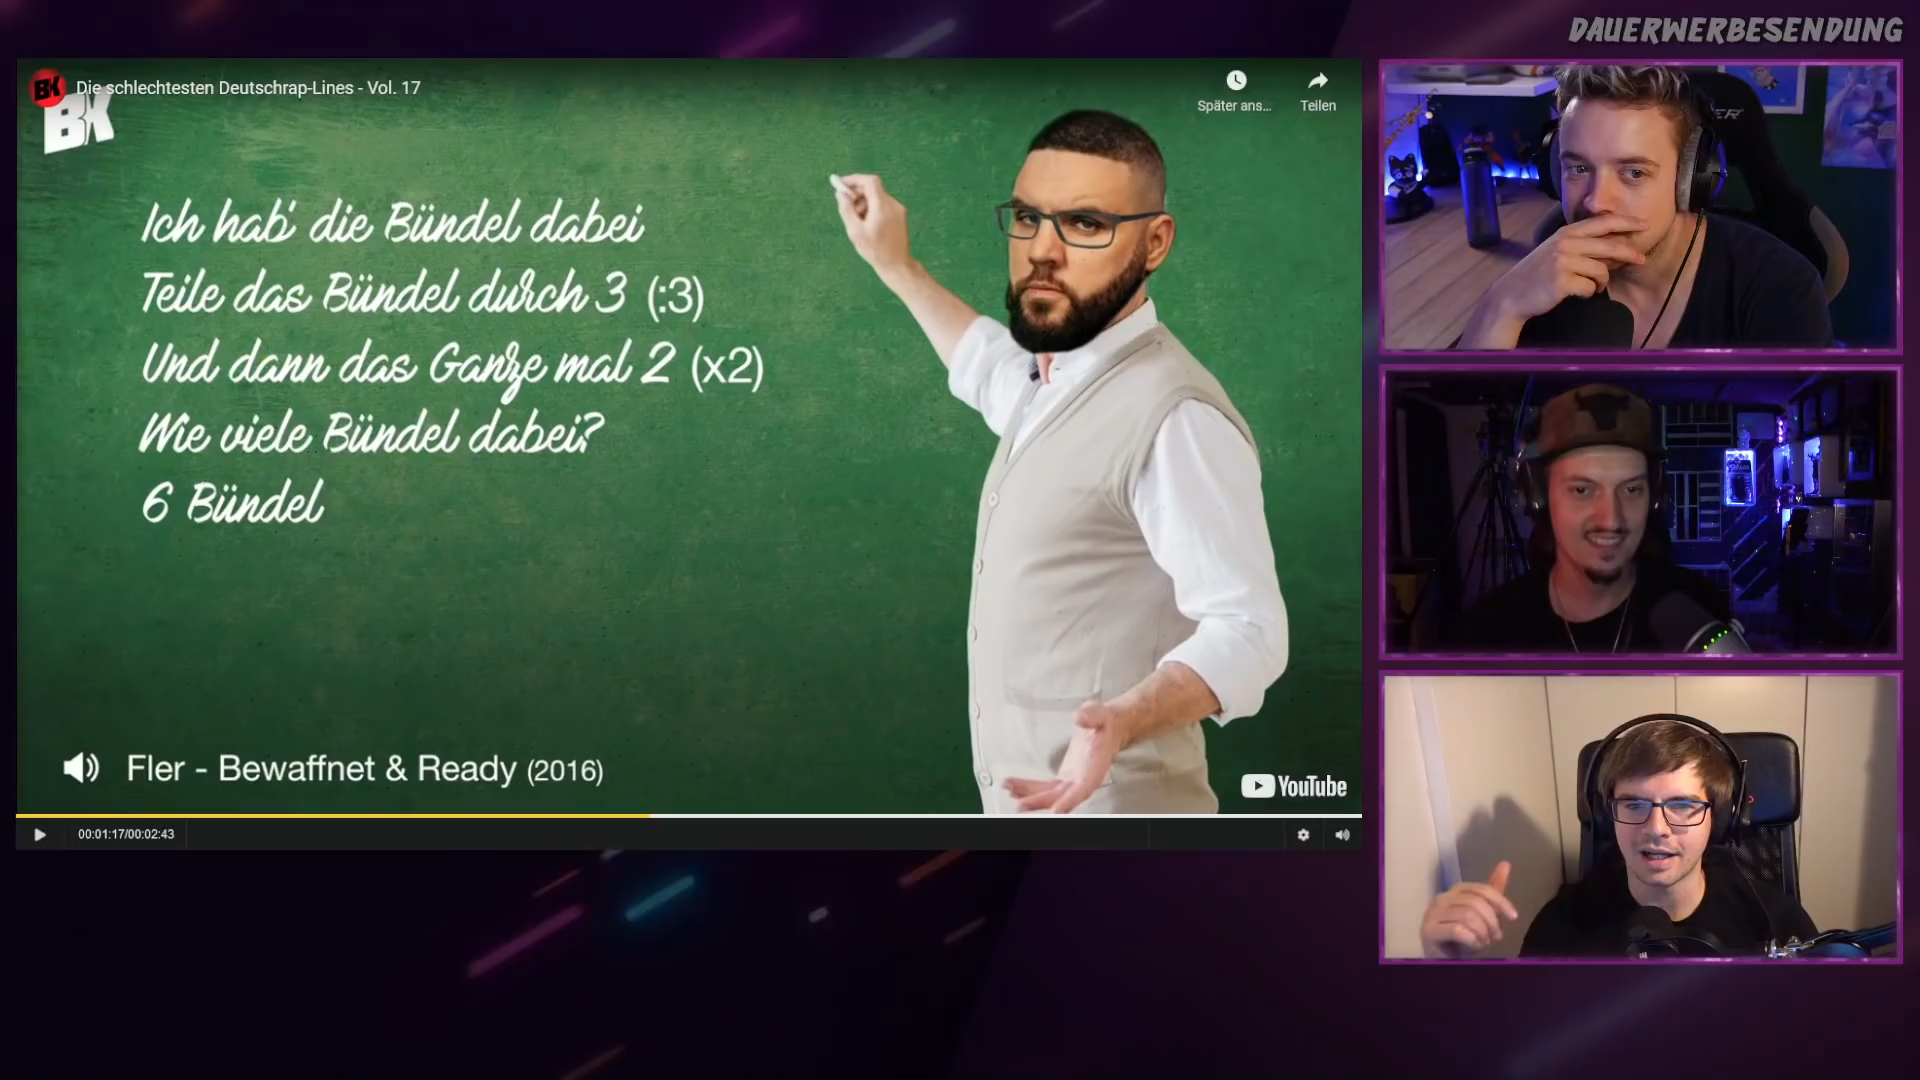 DAUERWERBESENDUNG
BK Die schlechtesten Deutschrap-Lines - Vol. 17
Später ans...
Teilen
BK
Ich hab' die Bündel dabei
Teile das Bündel durch 3 (:3)
Und dann das Ganze mal 2 (x2)
Wie viele Bündel dabei?
6 Bündel
Fler - Bewaffnet & Ready (2016)
YouTube
00:01:17/00:02:43